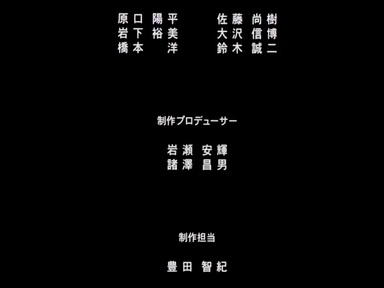 原口 陽平 佐藤 尚樹
岩下 裕美 大沢 信博
橋本 洋 鈴木 誠二
制作プロデューサー
岩瀬 安輝
諸澤 昌男
制作担当
豊田 智紀